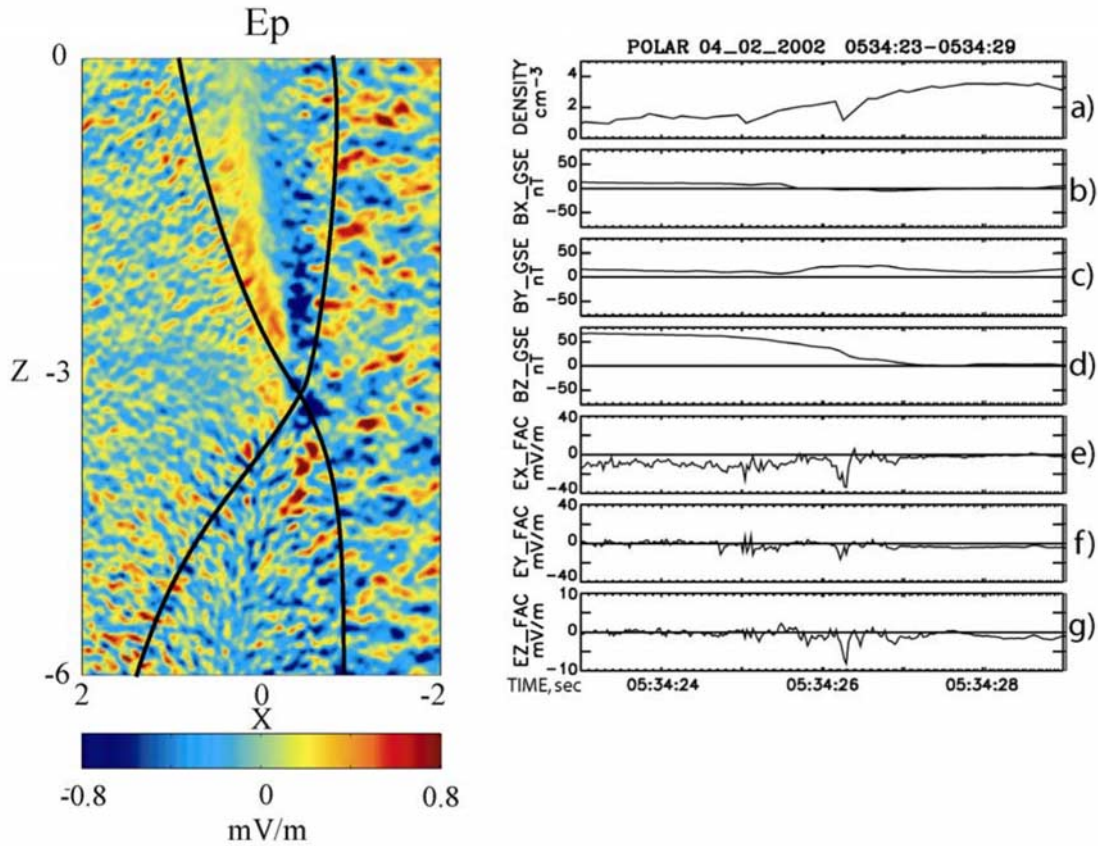 Ep
0
Z -3
-6
2 0 -2
X
-0.8 0 0.8
mV/m
POLAR 04_02_2002 0534:23-0534:29
DENSITY
cm-3
4
2
0
a)
BX_GSE
nT
50
0
-50
b)
BY_GSE
nT
50
0
-50
c)
BZ_GSE
nT
50
0
-50
d)
EX_FAC
mV/m
40
0
-40
e)
EY_FAC
mV/m
40
0
-40
f)
EZ_FAC
mV/m
10
0
-10
g)
TIME, sec 05:34:24 05:34:26 05:34:28